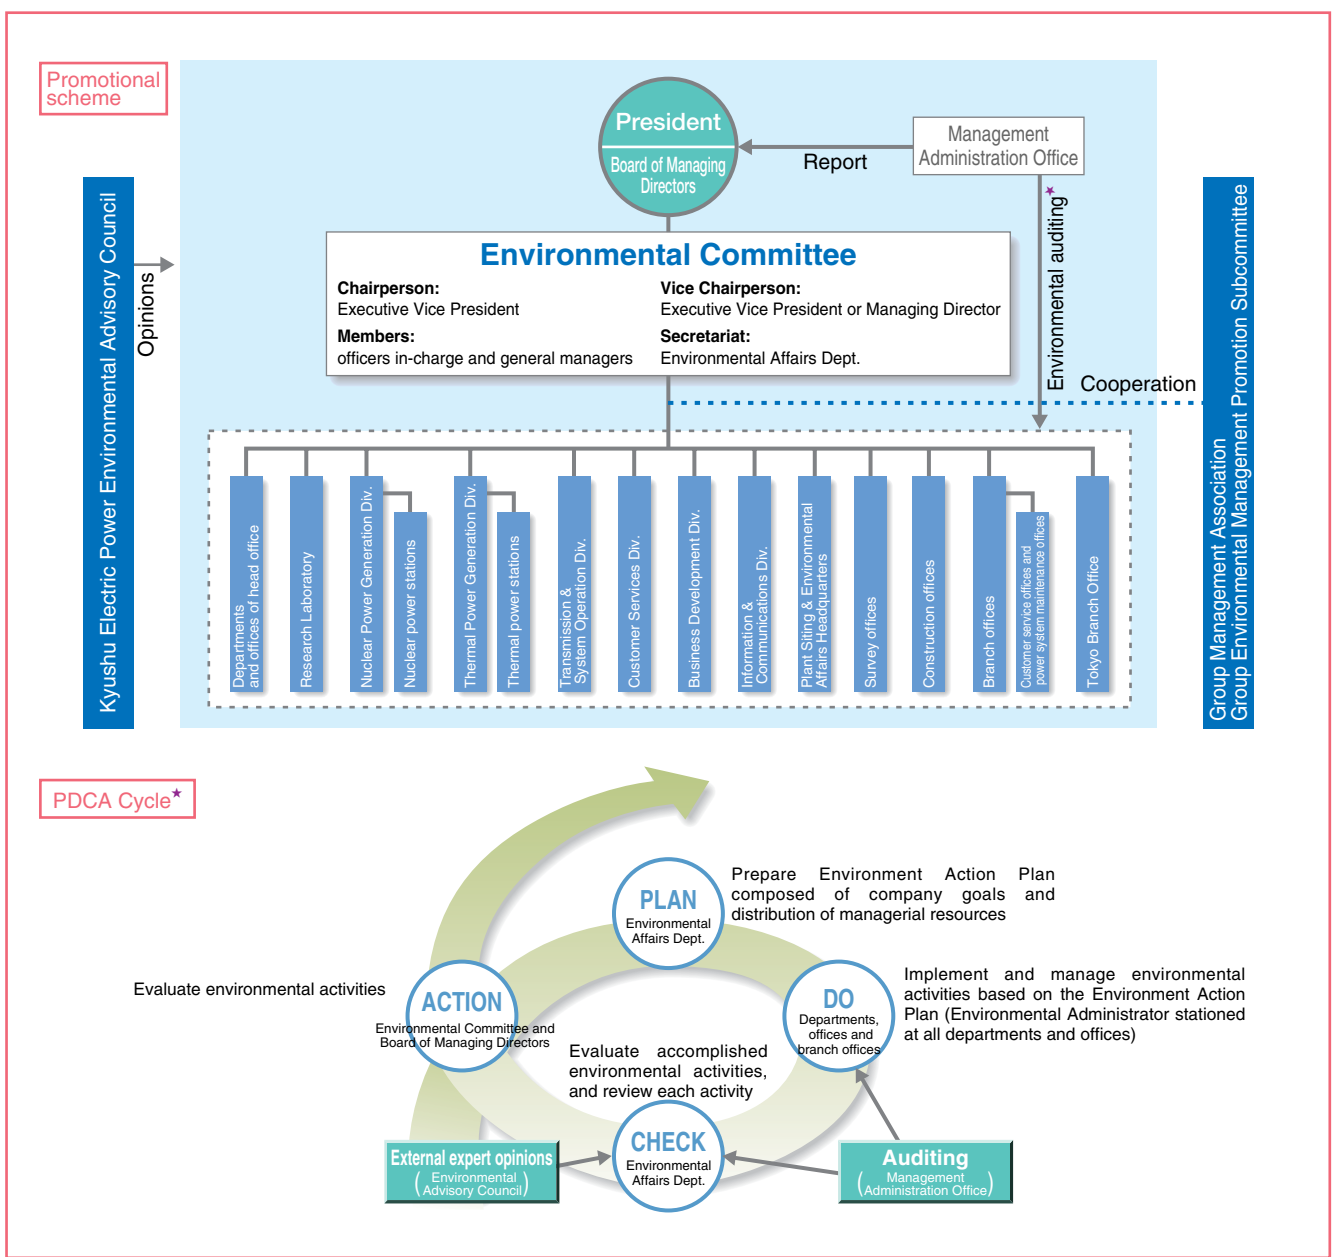 Promotional
scheme
President
Board of Managing
Directors
Management
Administration Office
Report
Environmental auditing★
Kyushu Electric Power Environmental Advisory Council
Opinions
Environmental Committee
Chairperson:
Executive Vice President
Vice Chairperson:
Executive Vice President or Managing Director
Members:
officers in-charge and general managers
Secretariat:
Environmental Affairs Dept.
Cooperation
Group Management Association
Group Environmental Management Promotion Subcommittee
Departments
and offices of head office
Research Laboratory
Nuclear Power Generation Div.
Nuclear power stations
Thermal Power Generation Div.
Thermal power stations
Transmission &
System Operation Div.
Customer Services Div.
Business Development Div.
Information &
Communications Div.
Plant Siting & Environmental
Affairs Headquarters
Survey offices
Construction offices
Branch offices
Customer service offices and
power system maintenance offices
Tokyo Branch Office
PDCA Cycle★
PLAN
Environmental
Affairs Dept.
Prepare Environment Action Plan
composed of company goals and
distribution of managerial resources
DO
Departments,
offices and
branch offices
Implement and manage environmental
activities based on the Environment Action
Plan (Environmental Administrator stationed
at all departments and offices)
Evaluate environmental activities
ACTION
Environmental Committee and
Board of Managing Directors
Evaluate accomplished
environmental activities,
and review each activity
CHECK
Environmental
Affairs Dept.
External expert opinions
(Environmental
Advisory Council)
Auditing
(Management
Administration Office)